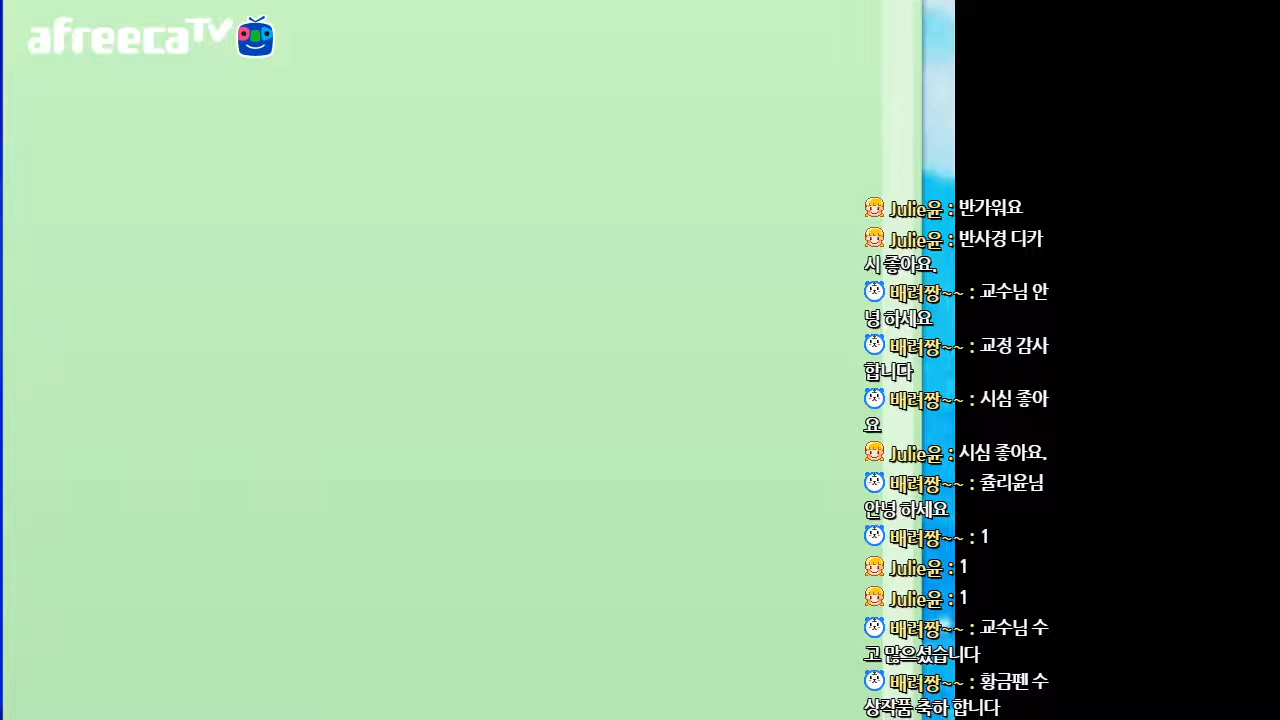 afreecaTV
Julie윤 : 반가워요
Julie윤 : 반사경 디카
시 좋아요.
배려짱~~ : 교수님 안
녕 하세요
배려짱~~ : 교정 감사
합니다
배려짱~~ : 시심 좋아
요
Julie윤 : 시심 좋아요.
배려짱~~ : 쥴리윤님
안녕 하세요
배려짱~~ : 1
Julie윤 : 1
Julie윤 : 1
배려짱~~ : 교수님 수
고 많으셨습니다
배려짱~~ : 황금펜 수
상작품 축하 합니다